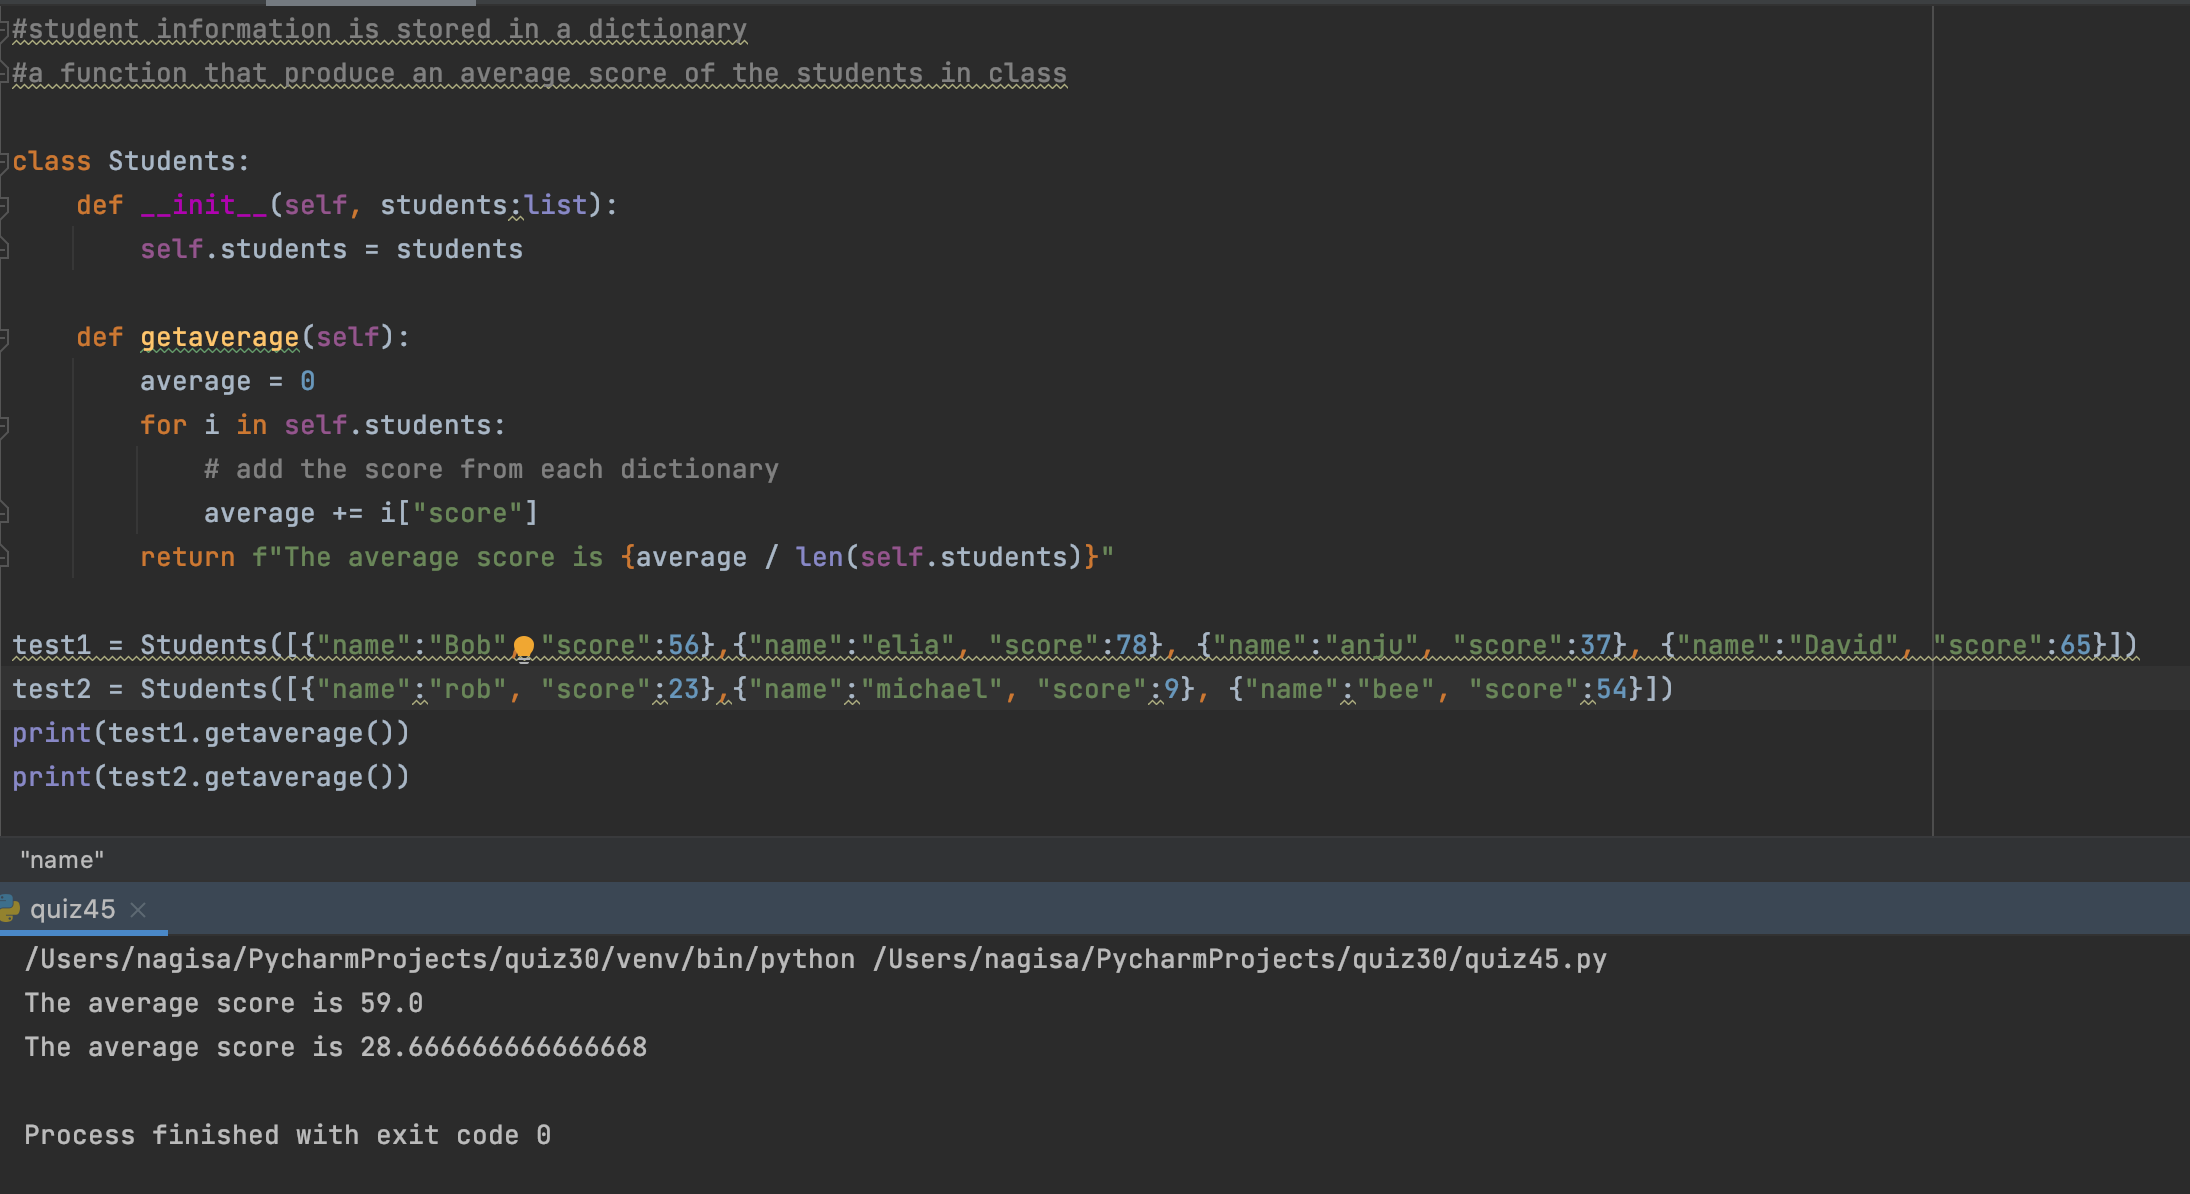 #student information is stored in a dictionary
#a function that produce an average score of the students in class
class Students:
def __init__(self, students:list):
self.students = students
def getaverage(self):
average = 0
for i in self.students:
# add the score from each dictionary
average += i["score"]
return f"The average score is {average / len(self.students)}"
test1 = Students([{"name":"Bob", "score":56},{"name":"elia", "score":78}, {"name":"anju", "score":37}, {"name":"David", "score":65}])
test2 = Students([{"name":"rob", "score":23},{"name":"michael", "score":9}, {"name":"bee", "score":54}])
print(test1.getaverage())
print(test2.getaverage())
"name"
quiz45
/Users/nagisa/PycharmProjects/quiz30/venv/bin/python /Users/nagisa/PycharmProjects/quiz30/quiz45.py
The average score is 59.0
The average score is 28.666666666666668
Process finished with exit code 0